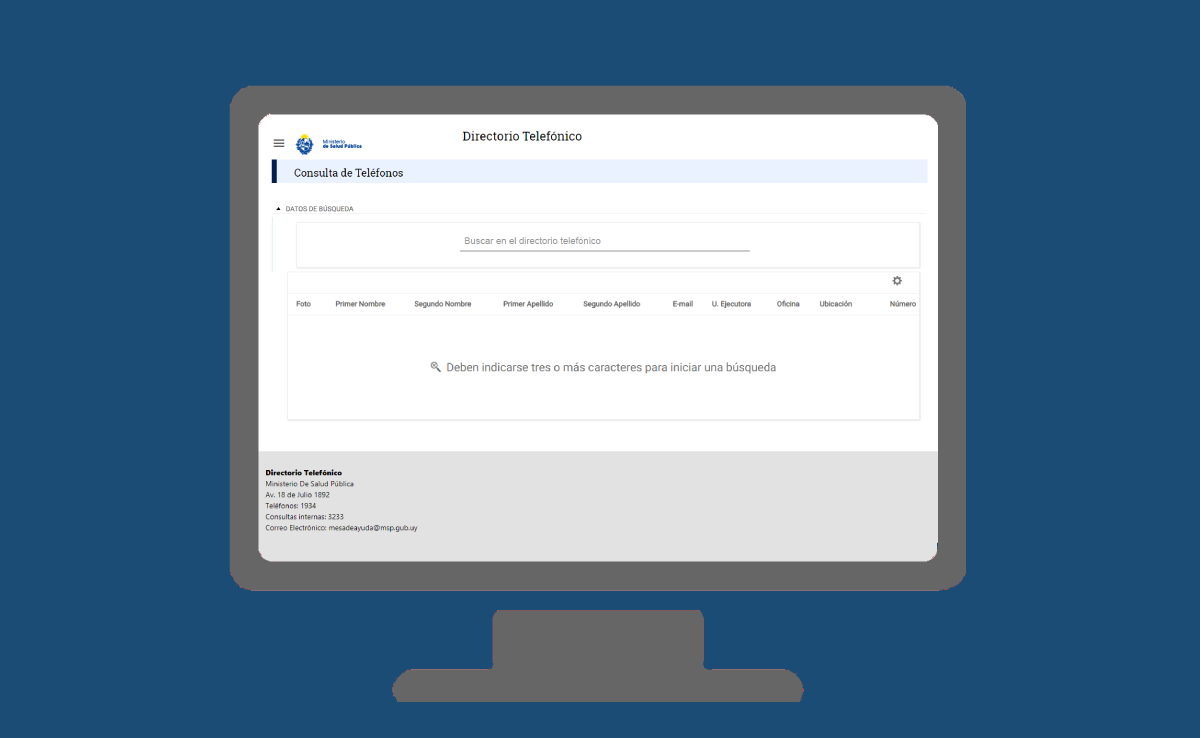 Directorio Telefónico
Ministerio
de Salud Pública
Consulta de Teléfonos
DATOS DE BÚSQUEDA
Buscar en el directorio telefónico
Foto Primer Nombre Segundo Nombre Primer Apellido Segundo Apellido E-mail U. Ejecutora Oficina Ubicación Número
Deben indicarse tres o más caracteres para iniciar una búsqueda
Directorio Telefónico
Ministerio De Salud Pública
Av. 18 de Julio 1892
Teléfonos: 1934
Consultas internas: 3233
Correo Electrónico: mesadeayuda@msp.gub.uy